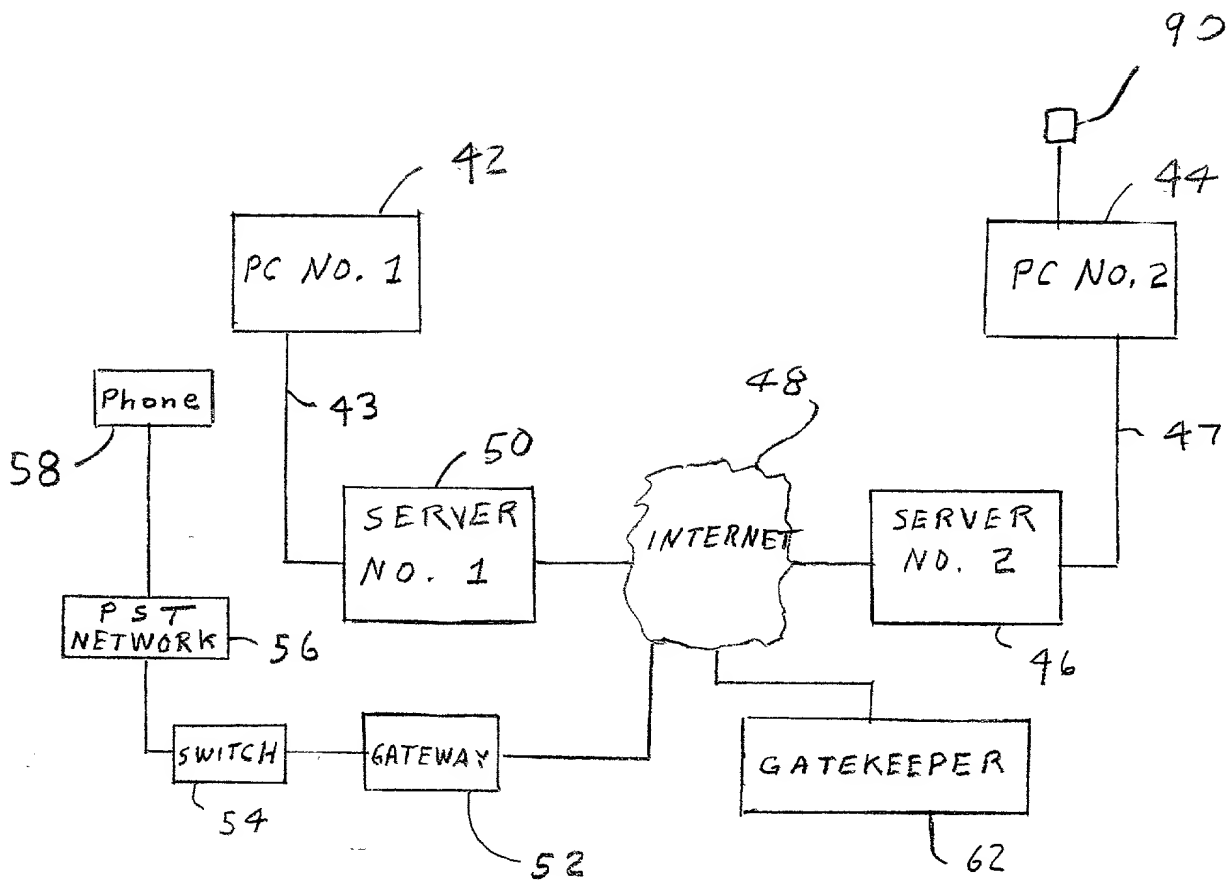 90
42
44
PC NO. 1
PC NO. 2
48
Phone
43
47
58
50
SERVER
NO. 1
INTERNET
SERVER
NO. 2
PST
NETWORK
56
46
SWITCH
GATEWAY
GATEKEEPER
54
52
62